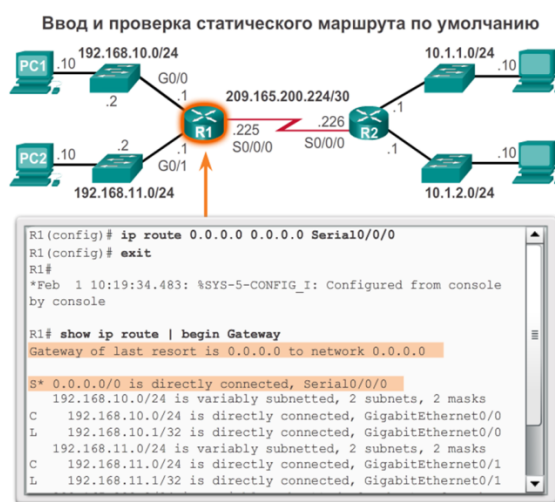 Ввод и проверка статического маршрута по умолчанию
192.168.10.0/24
10.1.1.0/24
PC1
.10
G0/0
.10
.2
.1
209.165.200.224/30
.1
R1
.225
.226
R2
S0/0/0
S0/0/0
PC2
.10
.2
.1
G0/1
.1
.10
192.168.11.0/24
10.1.2.0/24
R1(config)# ip route 0.0.0.0 0.0.0.0 Serial0/0/0
R1(config)# exit
R1#
*Feb 1 10:19:34.483: %SYS-5-CONFIG_I: Configured from console
by console
R1# show ip route | begin Gateway
Gateway of last resort is 0.0.0.0 to network 0.0.0.0
S* 0.0.0.0/0 is directly connected, Serial0/0/0
192.168.10.0/24 is variably subnetted, 2 subnets, 2 masks
C 192.168.10.0/24 is directly connected, GigabitEthernet0/0
L 192.168.10.1/32 is directly connected, GigabitEthernet0/0
192.168.11.0/24 is variably subnetted, 2 subnets, 2 masks
C 192.168.11.0/24 is directly connected, GigabitEthernet0/1
L 192.168.11.1/32 is directly connected, GigabitEthernet0/1